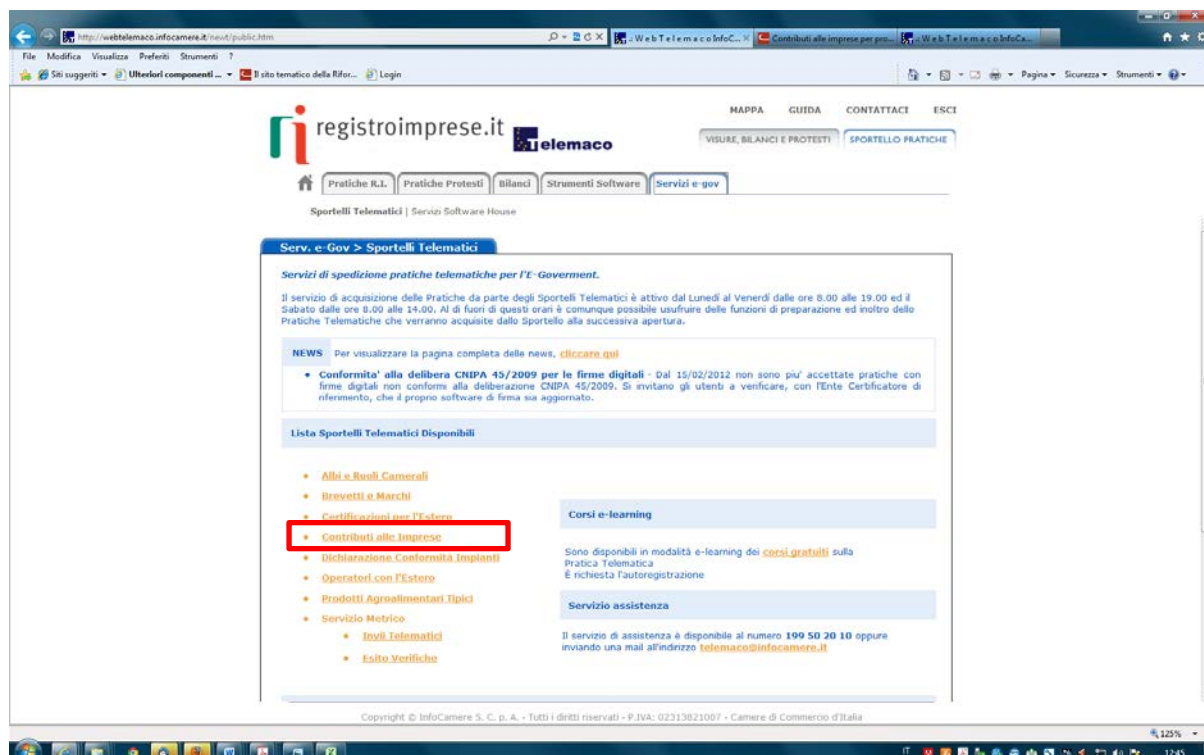 http://webtelemaco.infocamere.it/newt/public.htm
: W e b T e l e m a c o InfoC...
Contributi alle imprese per pro...
: W e b T e l e m a c o InfoCa...
File Modifica Visualizza Preferiti Strumenti ?
Siti suggeriti
Ulteriori componenti ...
Il sito tematico della Rifor...
Login
Pagina Sicurezza Strumenti
MAPPA GUIDA CONTATTACI ESCI
registroimprese.it
Telemaco
VISURE, BILANCI E PROTESTI SPORTELLO PRATICHE
Pratiche R.I. Pratiche Protesti Bilanci Strumenti Software Servizi e-gov
Sportelli Telematici | Servizi Software House
Serv. e-Gov > Sportelli Telematici
Servizi di spedizione pratiche telematiche per l'E-Goverment.
Il servizio di acquisizione delle Pratiche da parte degli Sportelli Telematici è attivo dal Lunedì al Venerdì dalle ore 8.00 alle 19.00 ed il
Sabato dalle ore 8.00 alle 14.00. Al di fuori di questi orari è comunque possibile usufruire delle funzioni di preparazione ed inoltro dello
Pratiche Telematiche che verranno acquisite dallo Sportello alla successiva apertura.
NEWS Per visualizzare la pagina completa delle news, cliccare qui
• Conformita' alla delibera CNIPA 45/2009 per le firme digitali - Dal 15/02/2012 non sono piu' accettate pratiche con
firme digitali non conformi alla deliberazione CNIPA 45/2009. Si invitano gli utenti a verificare, con l'Ente Certificatore di
riferimento, che il proprio software di firma sia aggiornato.
Lista Sportelli Telematici Disponibili
• Albi e Ruoli Camerali
• Brevetti e Marchi
• Certificazioni per l'Estero
• Contributi alle Imprese
• Dichiarazione Conformità Impianti
• Operatori con l'Estero
• Prodotti Agroalimentari Tipici
• Servizio Metrico
• Invii Telematici
• Esito Verifiche
Corsi e-learning
Sono disponibili in modalità e-learning dei corsi gratuiti sulla
Pratica Telematica
È richiesta l'autoregistrazione
Servizio assistenza
Il servizio di assistenza è disponibile al numero 199 50 20 10 oppure
inviando una mail all'indirizzo telemaco@infocamere.it
Copyright © InfoCamere S. C. p. A. - Tutti i diritti riservati - P.IVA: 02313821007 - Camere di Commercio d'Italia
125%
IT
12:45